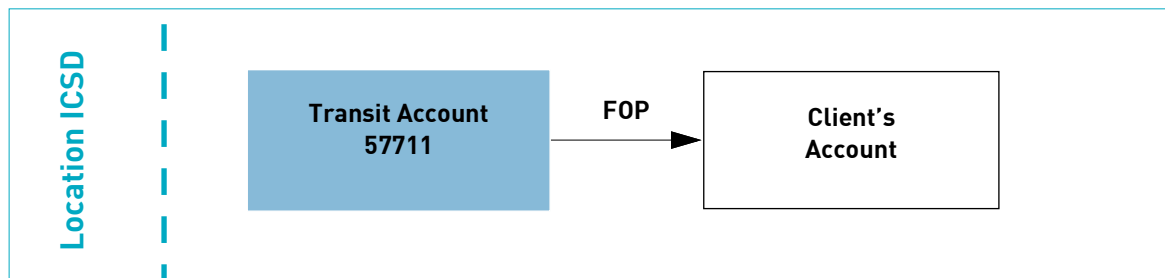 Location ICSD
Transit Account
57711
FOP
Client's
Account